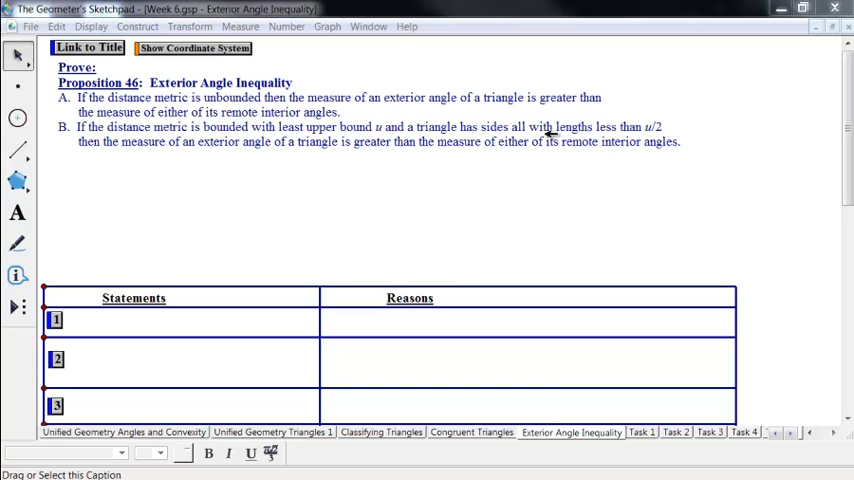 The Geometer's Sketchpad - [Week 6.gsp - Exterior Angle Inequality]
File Edit Display Construct Transform Measure Number Graph Window Help
Link to Title Show Coordinate System
Prove:
Proposition 46: Exterior Angle Inequality
A. If the distance metric is unbounded then the measure of an exterior angle of a triangle is greater than
the measure of either of its remote interior angles.
B. If the distance metric is bounded with least upper bound u and a triangle has sides all with lengths less than u/2
then the measure of an exterior angle of a triangle is greater than the measure of either of its remote interior angles.
Statements Reasons
1
2
3
Unified Geometry Angles and Convexity Unified Geometry Triangles 1 Classifying Triangles Congruent Triangles Exterior Angle Inequality Task 1 Task 2 Task 3 Task 4
B I U
Drag or Select this Caption